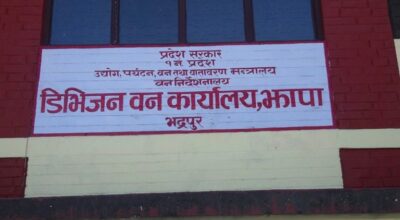 प्रदेश सरकार
१ नं. प्रदेश
उद्योग, पर्यटन, वन तथा वातावरण मन्त्रालय
वन निर्देशनालय
डिभिजन वन कार्यालय,झापा
भद्रपुर